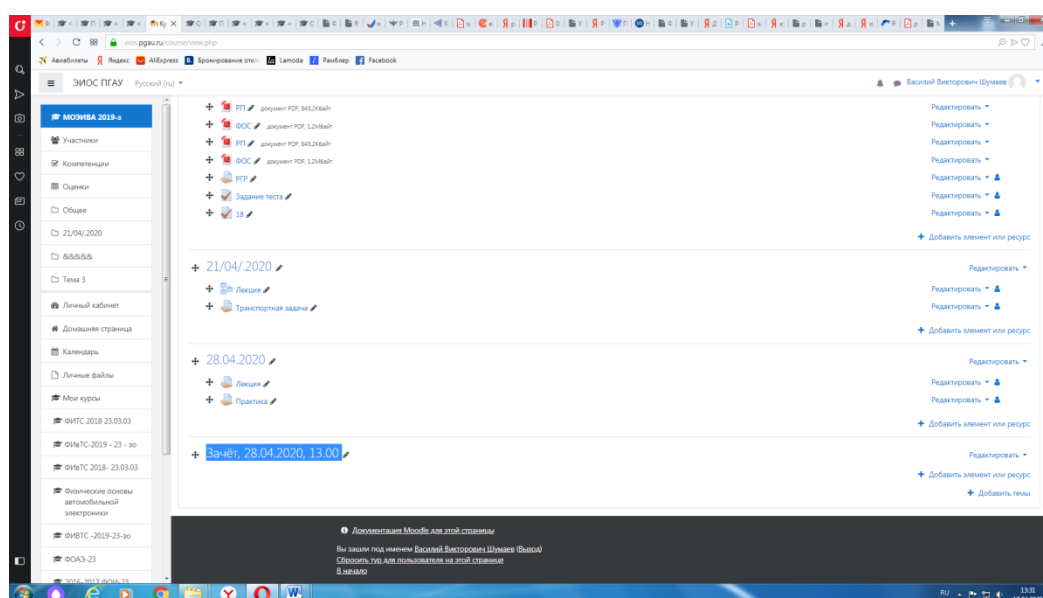 eios.pgau.ru/course/view.php
Авиабилеты Яндекс AliExpress Бронирование отел Lamoda Рамблер Facebook
ЭИОС ПГАУ Русский (ru)
Василий Викторович Шумаев
МОЭИВА 2019-з
Участники
Компетенции
Оценки
Общее
21/04/.2020
&&&&&
Тема 3
Личный кабинет
Домашняя страница
Календарь
Личные файлы
Мои курсы
ФИТС 2018 23.03.03
ФИвТС-2019 - 23 - зо
ФИвТС 2018- 23.03.03
Физические основы
автомобильной
электроники
ФИВТС -2019-23-зо
ФОАЭ-23
2016-2017 ФОИА-23
РП документ PDF, 843.2Кбайт Редактировать
ФОС документ PDF, 1.2Мбайт Редактировать
РП документ PDF, 843.2Кбайт Редактировать
ФОС документ PDF, 1.2Мбайт Редактировать
РГР Редактировать
Задание теста Редактировать
18 Редактировать
Добавить элемент или ресурс
21/04/.2020 Редактировать
Лекция Редактировать
Транспортная задача Редактировать
Добавить элемент или ресурс
28.04.2020 Редактировать
Лекция Редактировать
Практика Редактировать
Добавить элемент или ресурс
Зачёт, 28.04.2020, 13.00 Редактировать
Добавить элемент или ресурс
Добавить темы
Документация Moodle для этой страницы
Вы зашли под именем Василий Викторович Шумаев (Выход)
Сбросить тур для пользователя на этой странице
В начало
RU 13:31